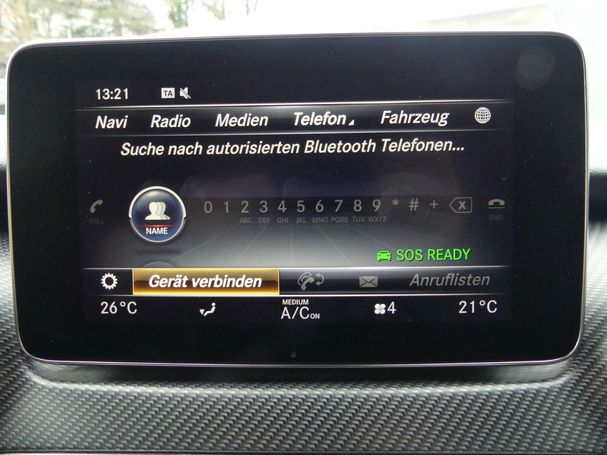 13:21 TA
Navi Radio Medien Telefon Fahrzeug
Suche nach autorisierten Bluetooth Telefonen...
0 1 2 3 4 5 6 7 8 9 * # +
CALL NAME ABC DEF GHI JKL MNO PQRS TUV WXYZ END
SOS READY
Gerät verbinden Anruflisten
26°C MEDIUM 4 21°C
A/C ON